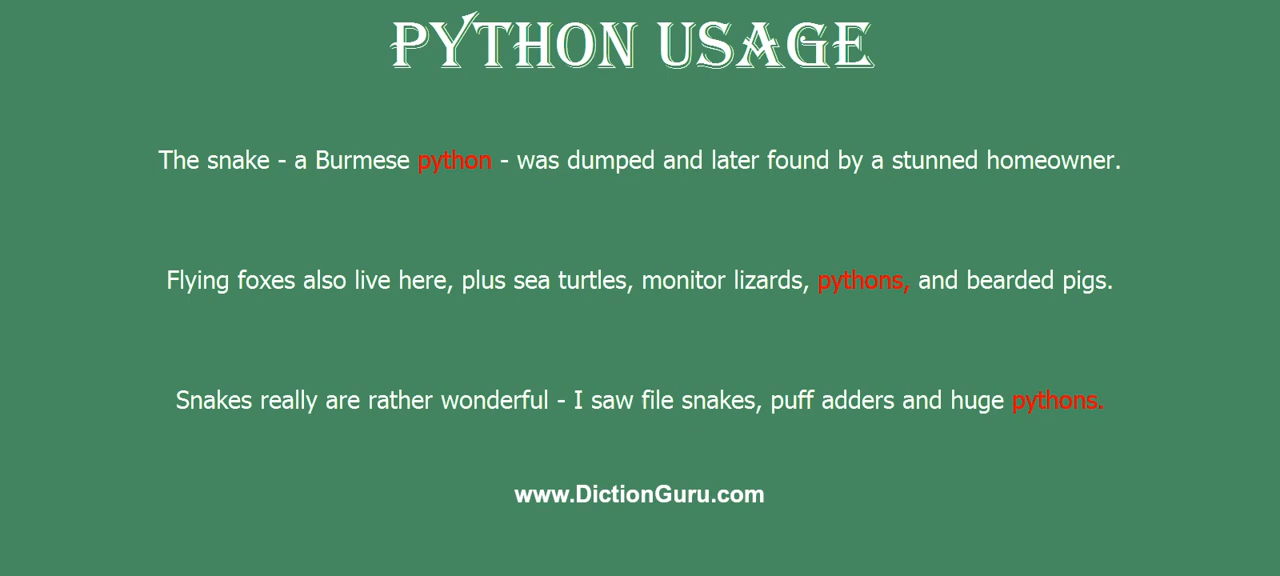 PYTHON USAGE
The snake - a Burmese python - was dumped and later found by a stunned homeowner.
Flying foxes also live here, plus sea turtles, monitor lizards, pythons, and bearded pigs.
Snakes really are rather wonderful - I saw file snakes, puff adders and huge pythons.
www.DictionGuru.com